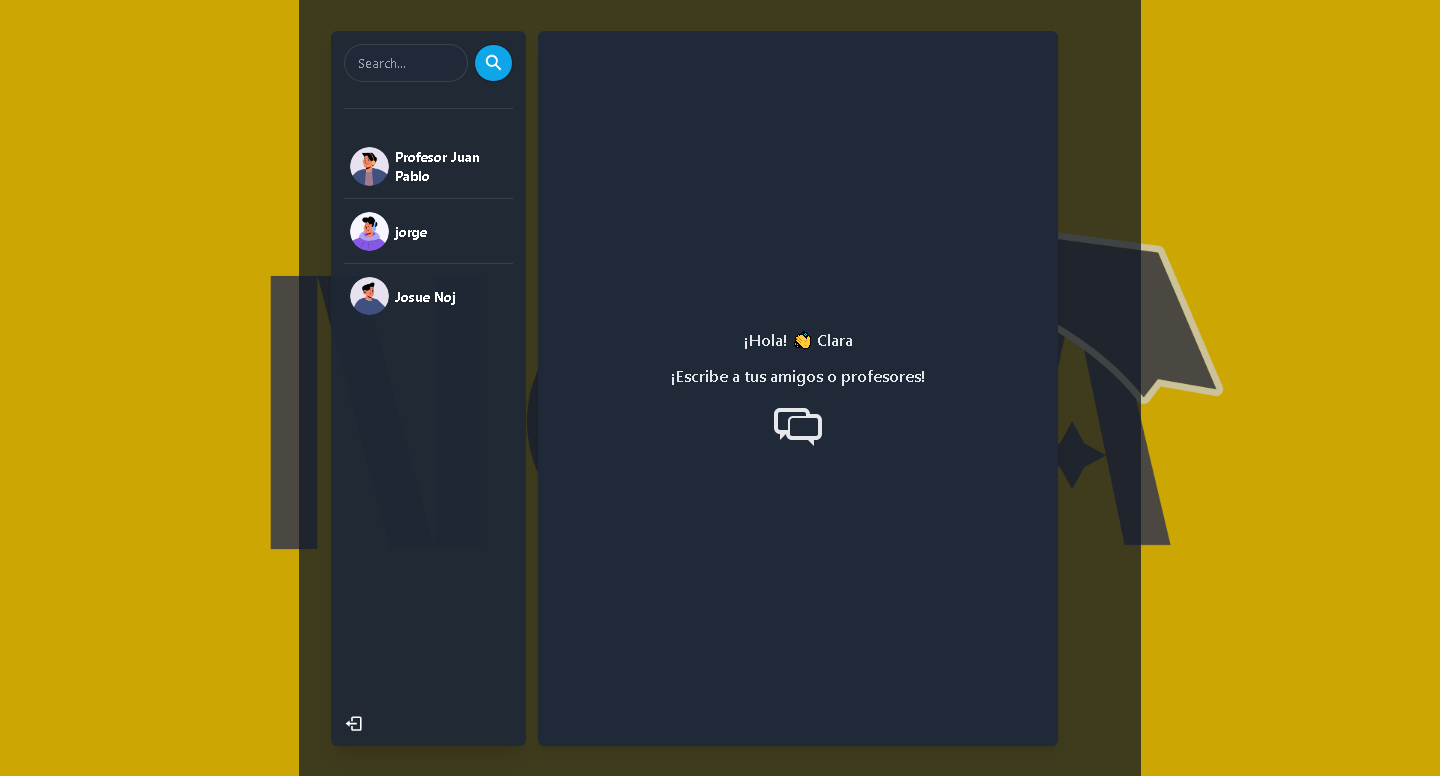 Search...
Profesor Juan
Pablo
jorge
Josue Noj
¡Hola! 👋 Clara
¡Escribe a tus amigos o profesores!